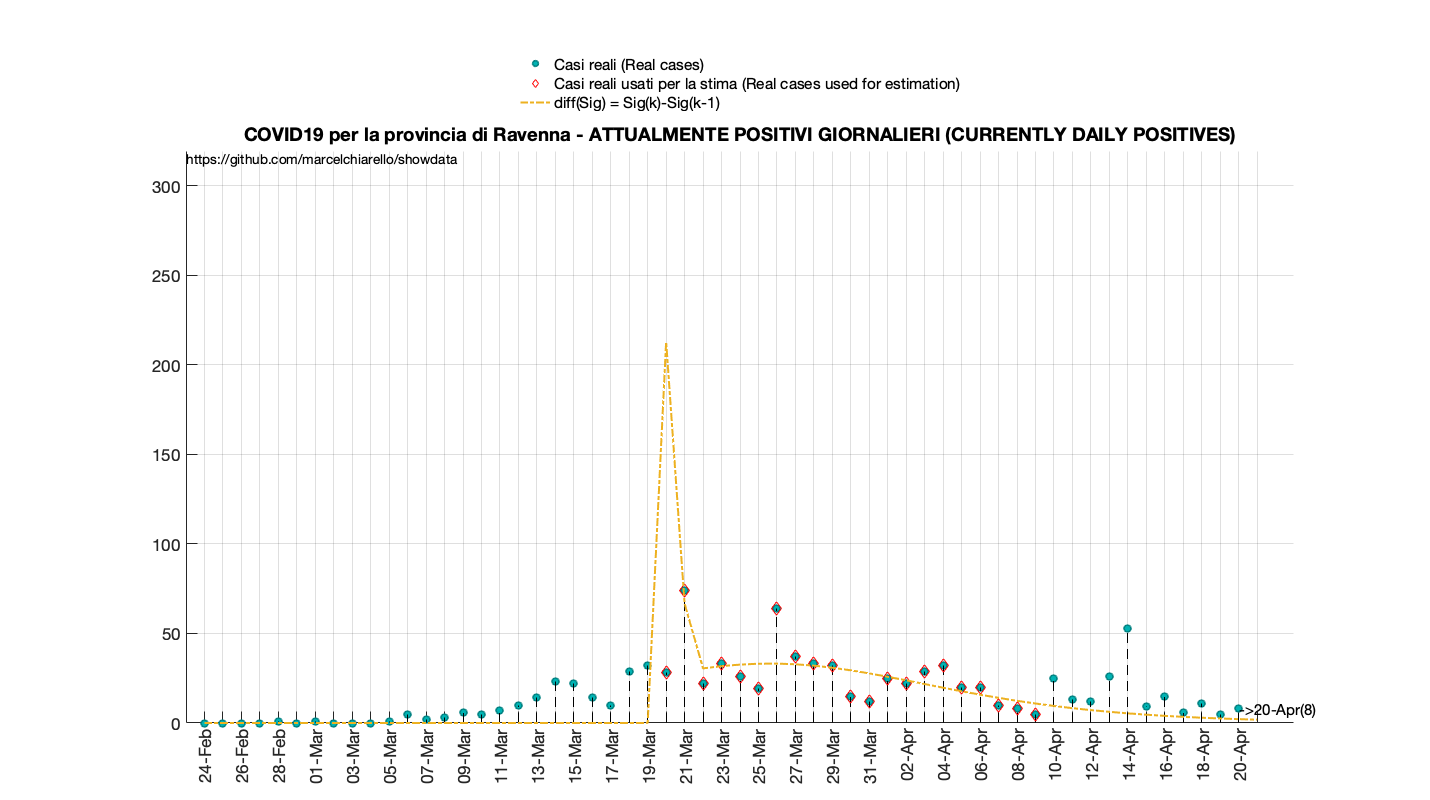 Casi reali (Real cases)
Casi reali usati per la stima (Real cases used for estimation)
diff(Sig) = Sig(k)-Sig(k-1)
COVID19 per la provincia di Ravenna - ATTUALMENTE POSITIVI GIORNALIERI (CURRENTLY DAILY POSITIVES)
https://github.com/marcelchiarello/showdata
300
250
200
150
100
50
0
->20-Apr(8)
24-Feb
26-Feb
28-Feb
01-Mar
03-Mar
05-Mar
07-Mar
09-Mar
11-Mar
13-Mar
15-Mar
17-Mar
19-Mar
21-Mar
23-Mar
25-Mar
27-Mar
29-Mar
31-Mar
02-Apr
04-Apr
06-Apr
08-Apr
10-Apr
12-Apr
14-Apr
16-Apr
18-Apr
20-Apr